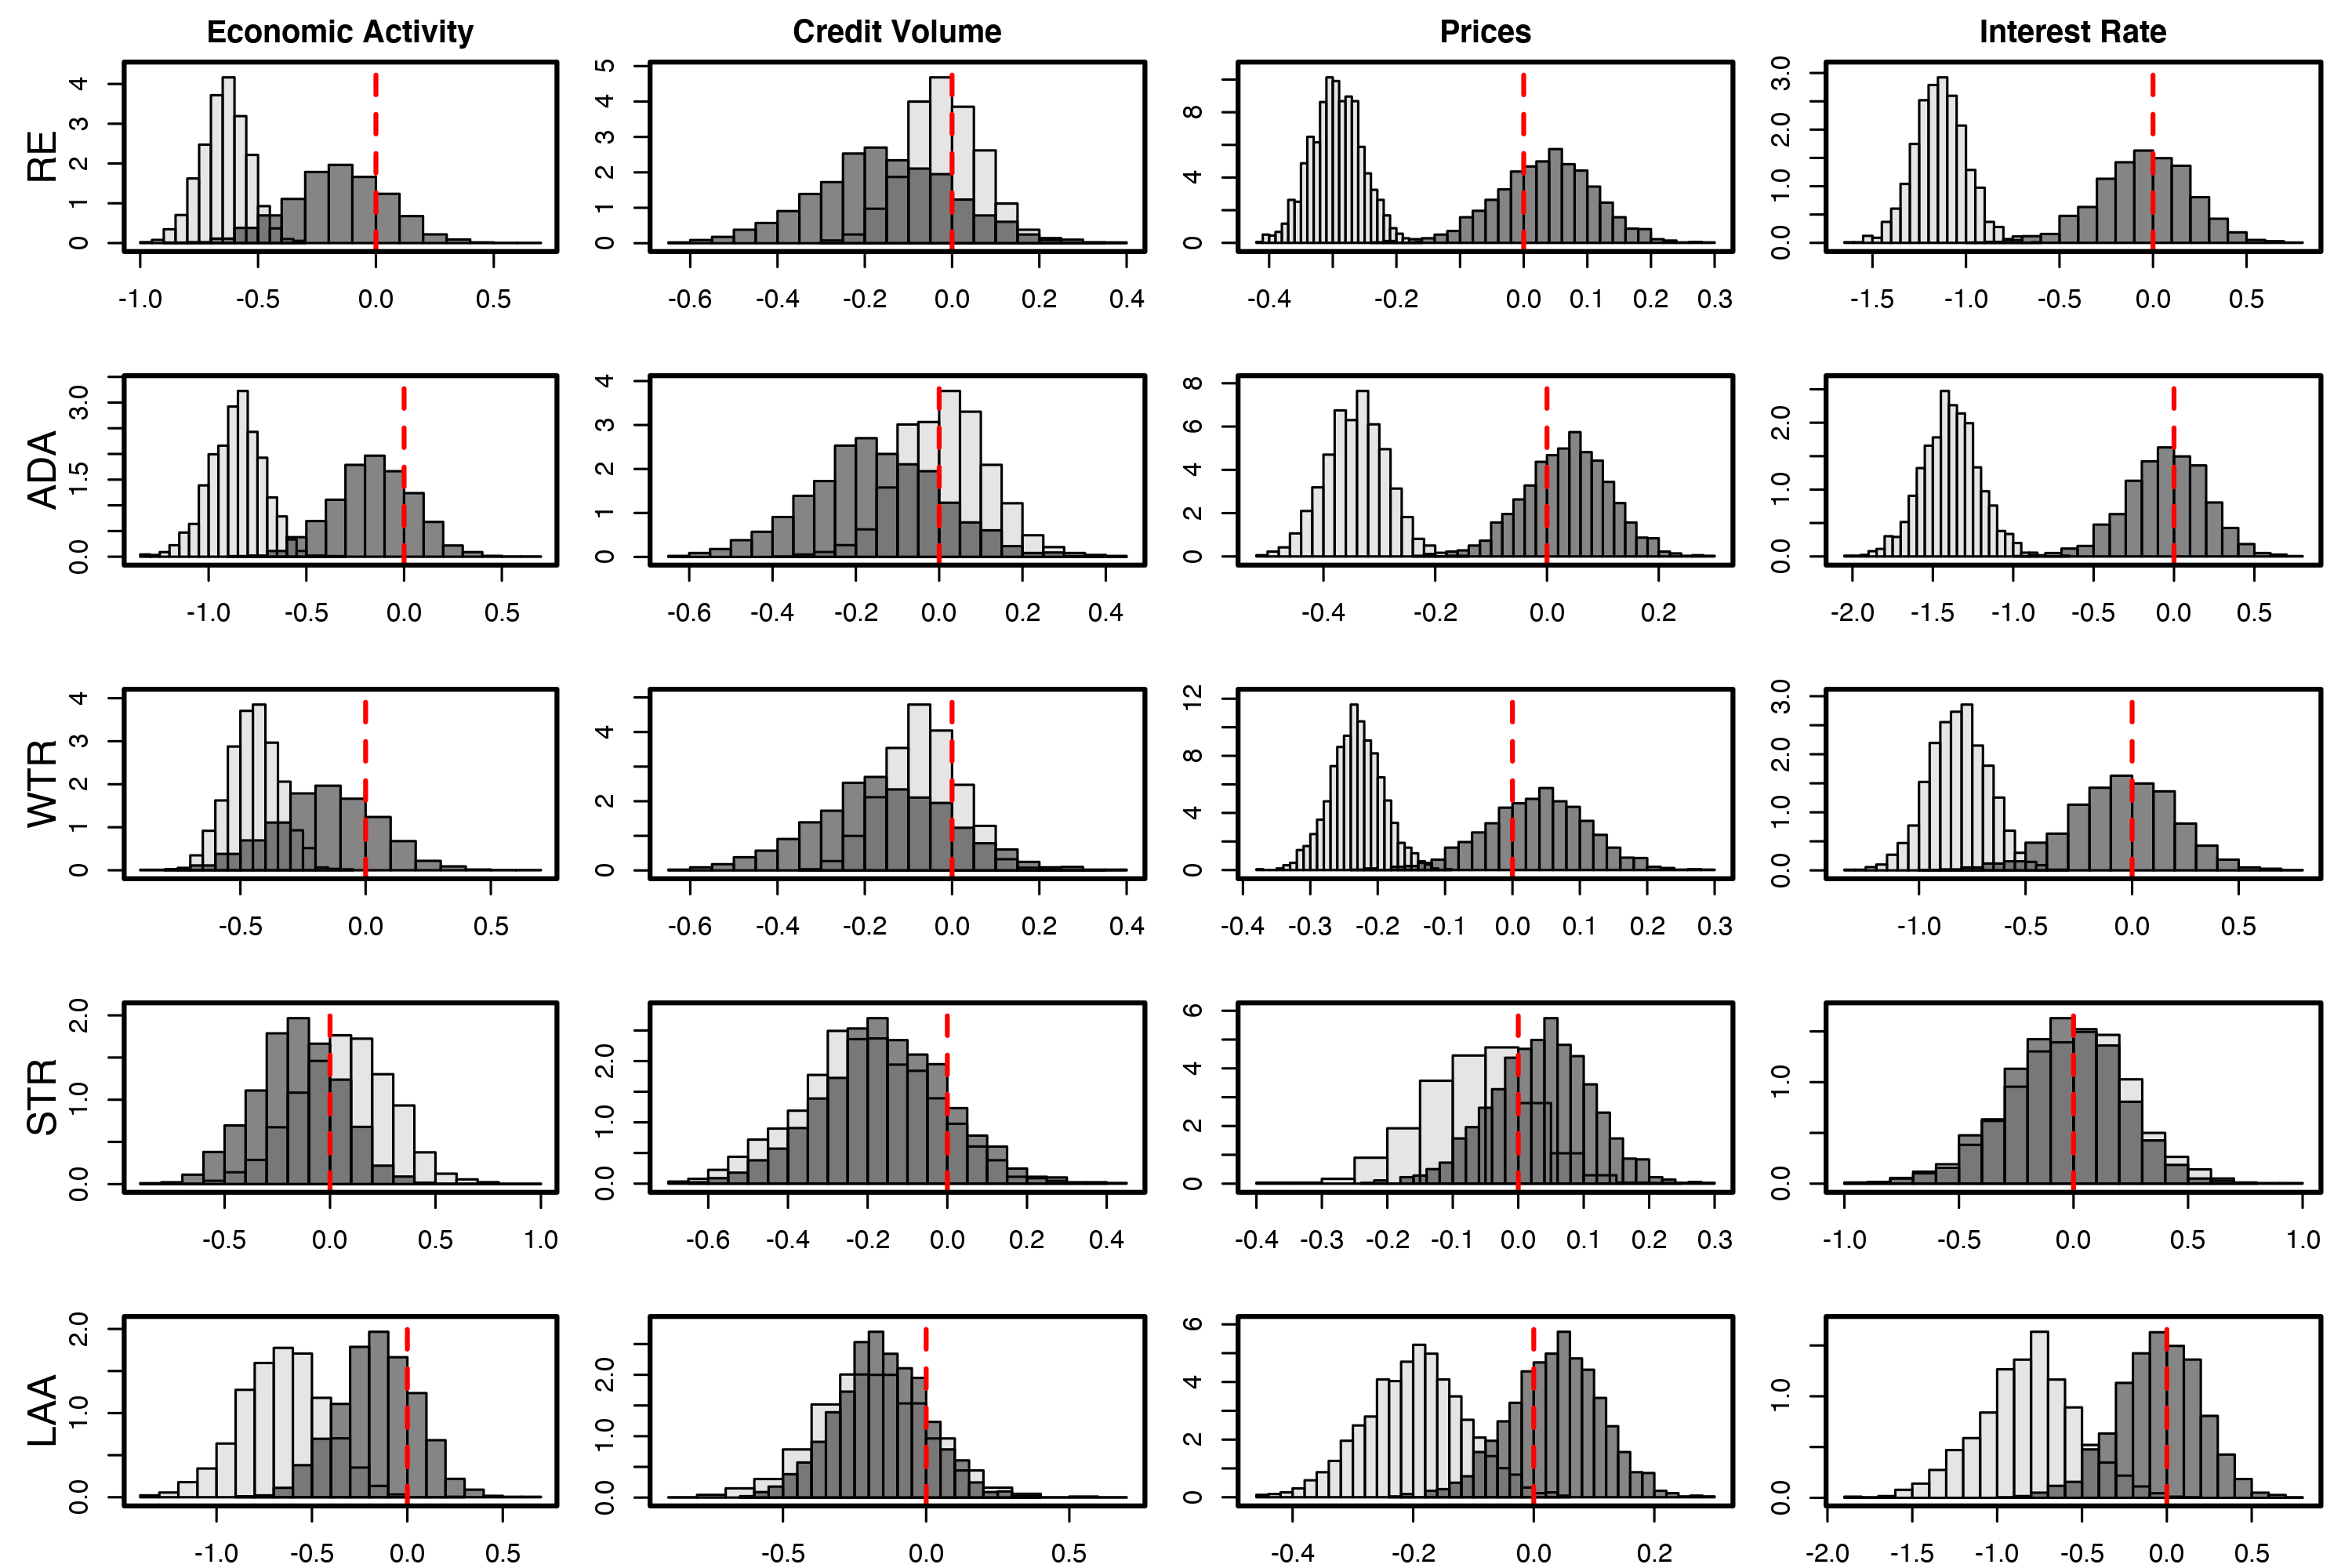 Economic Activity Credit Volume Prices Interest Rate
RE
0 1 2 3 4
-1.0 -0.5 0.0 0.5
0 1 2 3 4 5
-0.6 -0.4 -0.2 0.0 0.2 0.4
0 4 8
-0.4 -0.2 0.0 0.1 0.2 0.3
0.0 1.0 2.0 3.0
-1.5 -1.0 -0.5 0.0 0.5
ADA
0.0 1.5 3.0
-1.0 -0.5 0.0 0.5
0 1 2 3 4
-0.6 -0.4 -0.2 0.0 0.2 0.4
0 2 4 6 8
-0.4 -0.2 0.0 0.2
0.0 1.0 2.0
-2.0 -1.5 -1.0 -0.5 0.0 0.5
WTR
0 1 2 3 4
-0.5 0.0 0.5
0 2 4
-0.6 -0.4 -0.2 0.0 0.2 0.4
0 4 8 12
-0.4 -0.3 -0.2 -0.1 0.0 0.1 0.2 0.3
0.0 1.0 2.0 3.0
-1.0 -0.5 0.0 0.5
STR
0.0 1.0 2.0
-0.5 0.0 0.5 1.0
0.0 1.0 2.0
-0.6 -0.4 -0.2 0.0 0.2 0.4
0 2 4 6
-0.4 -0.3 -0.2 -0.1 0.0 0.1 0.2 0.3
0.0 1.0
-1.0 -0.5 0.0 0.5 1.0
LAA
0.0 1.0 2.0
-1.0 -0.5 0.0 0.5
0.0 1.0 2.0
-0.5 0.0 0.5
0 2 4 6
-0.4 -0.2 0.0 0.2
0.0 1.0
-2.0 -1.5 -1.0 -0.5 0.0 0.5